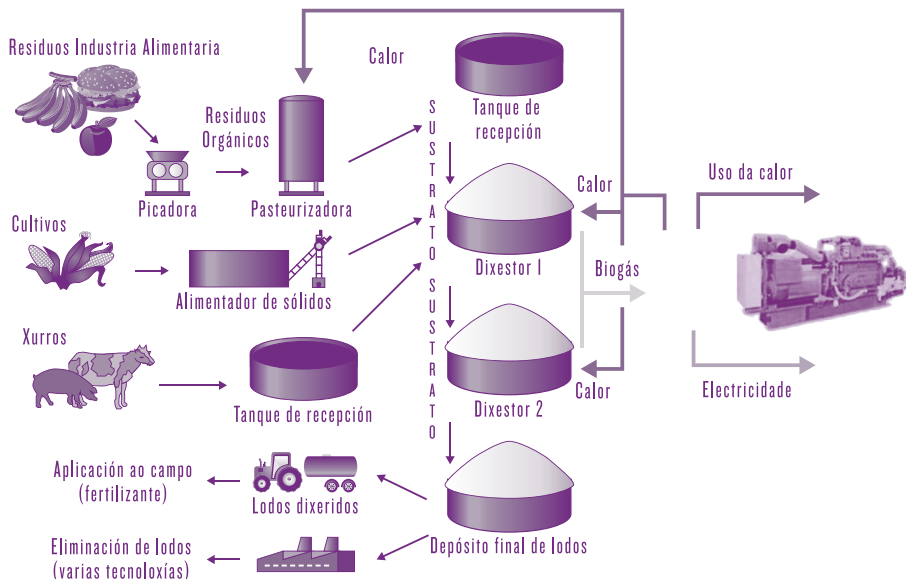 Residuos Industria Alimentaria
Calor
Tanque de
recepción
Residuos
Orgánicos
Picadora
Pasteurizadora
SUSTRATO SUSTRATO
Uso da calor
Calor
Cultivos
Alimentador de sólidos
Dixestor 1
Biogás
Xurros
Tanque de recepción
Dixestor 2
Calor
Electricidade
Aplicación ao campo
(fertilizante)
Lodos dixeridos
Depósito final de lodos
Eliminación de lodos
(varias tecnoloxías)